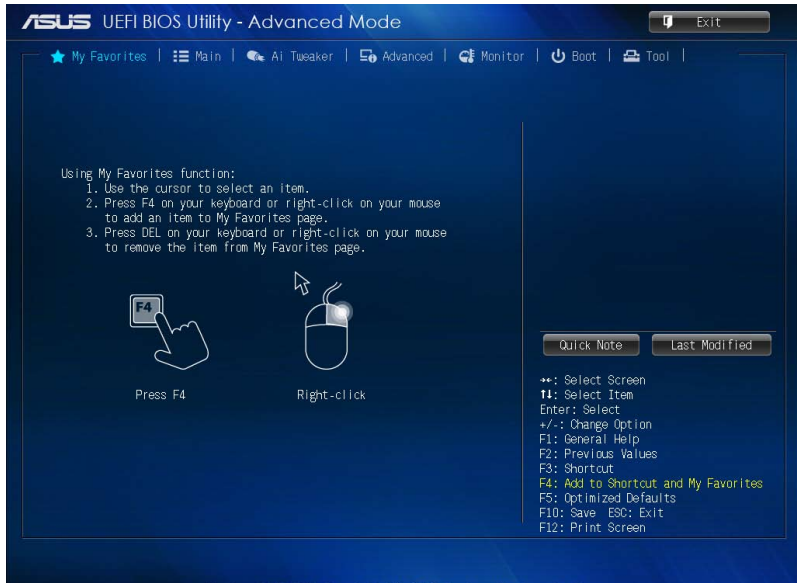 ASUS UEFI BIOS Utility - Advanced Mode
Exit
My Favorites | Main | Ai Tweaker | Advanced | Monitor | Boot | Tool |
Using My Favorites function:
1. Use the cursor to select an item.
2. Press F4 on your keyboard or right-click on your mouse
to add an item to My Favorites page.
3. Press DEL on your keyboard or right-click on your mouse
to remove the item from My Favorites page.
F4
Press F4
Right-click
Quick Note
Last Modified
→←: Select Screen
↑↓: Select Item
Enter: Select
+/-: Change Option
F1: General Help
F2: Previous Values
F3: Shortcut
F4: Add to Shortcut and My Favorites
F5: Optimized Defaults
F10: Save ESC: Exit
F12: Print Screen